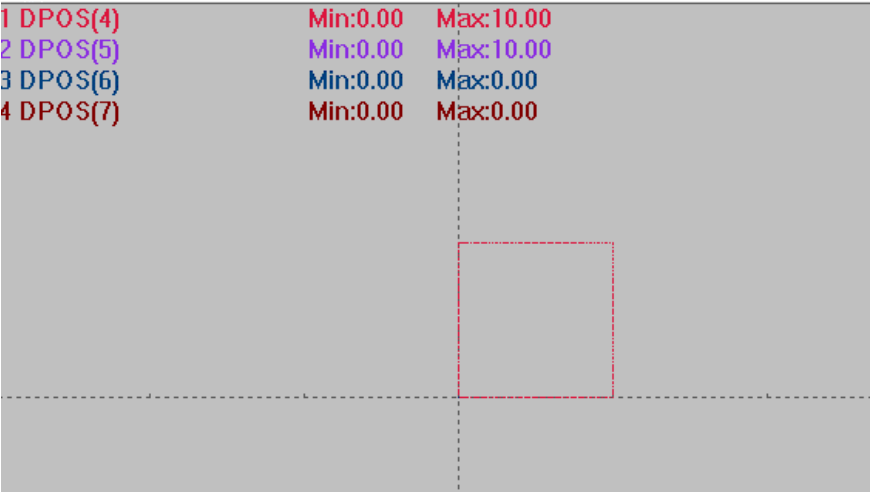 1 DPOS(4) Min:0.00 Max:10.00
2 DPOS(5) Min:0.00 Max:10.00
3 DPOS(6) Min:0.00 Max:0.00
4 DPOS(7) Min:0.00 Max:0.00